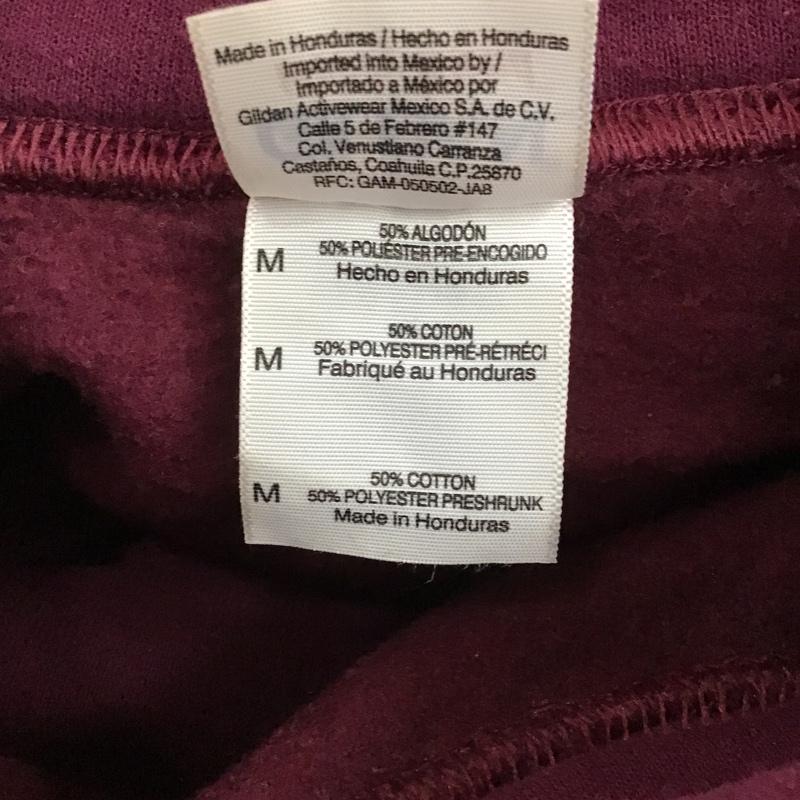 Made in Honduras / Hecho en Honduras
Imported into Mexico by /
Importado a México por
Gildan Activewear Mexico S.A. de C.V.
Calle 5 de Febrero #147
Col. Venustiano Carranza
Castaños, Coahuila C.P.25870
RFC: GAM-050502-JA8
M
50% ALGODÓN
50% POLIÉSTER PRE-ENCOGIDO
Hecho en Honduras
M
50% COTON
50% POLYESTER PRÉ-RÉTRÉCI
Fabriqué au Honduras
M
50% COTTON
50% POLYESTER PRESHRUNK
Made in Honduras